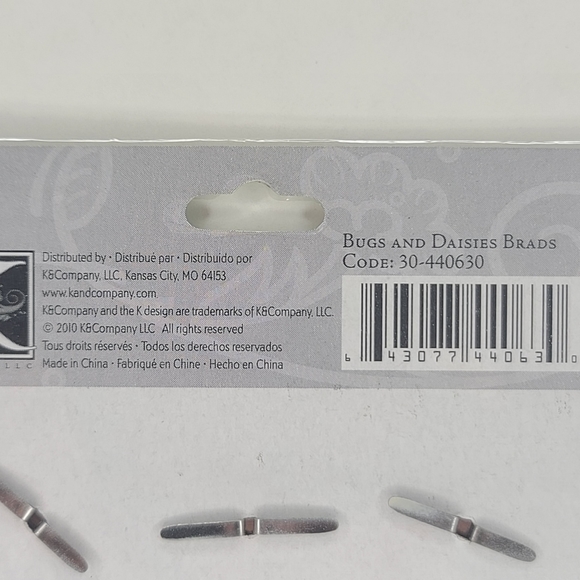 Distributed by • Distribué par • Distribuido por
K&Company, LLC. Kansas City, MO 64153
www.kandcompany.com
K&Company and the K design are trademarks of K&Company, LLC.
© 2010 K&Company LLC All rights reserved
Tous droits réservés • Todos los derechos reservados
Made in China • Fabriqué en Chine • Hecho en China
K
LLC
BUGS AND DAISIES BRADS
CODE: 30-440630
6 43077 44063 0